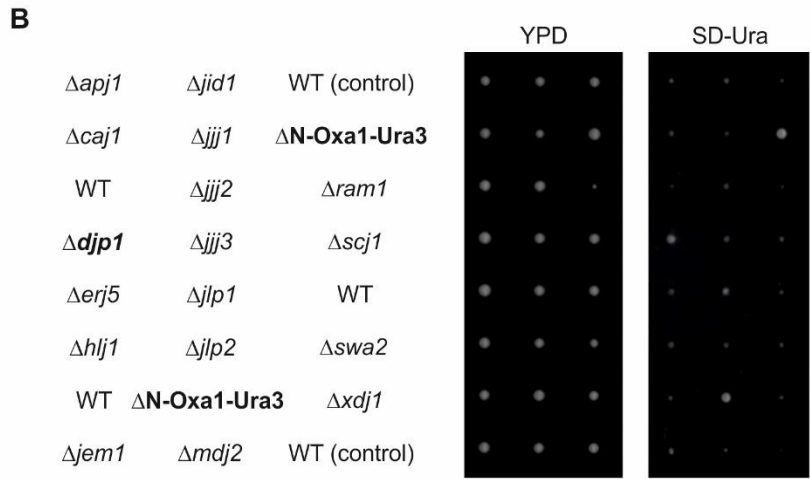 B
YPD SD-Ura
Δapj1 Δjid1 WT (control)
Δcaj1 Δjjj1 ΔN-Oxa1-Ura3
WT Δjjj2 Δram1
Δdjp1 Δjjj3 Δscj1
Δerj5 Δjlp1 WT
Δhlj1 Δjlp2 Δswa2
WT ΔN-Oxa1-Ura3 Δxdj1
Δjem1 Δmdj2 WT (control)